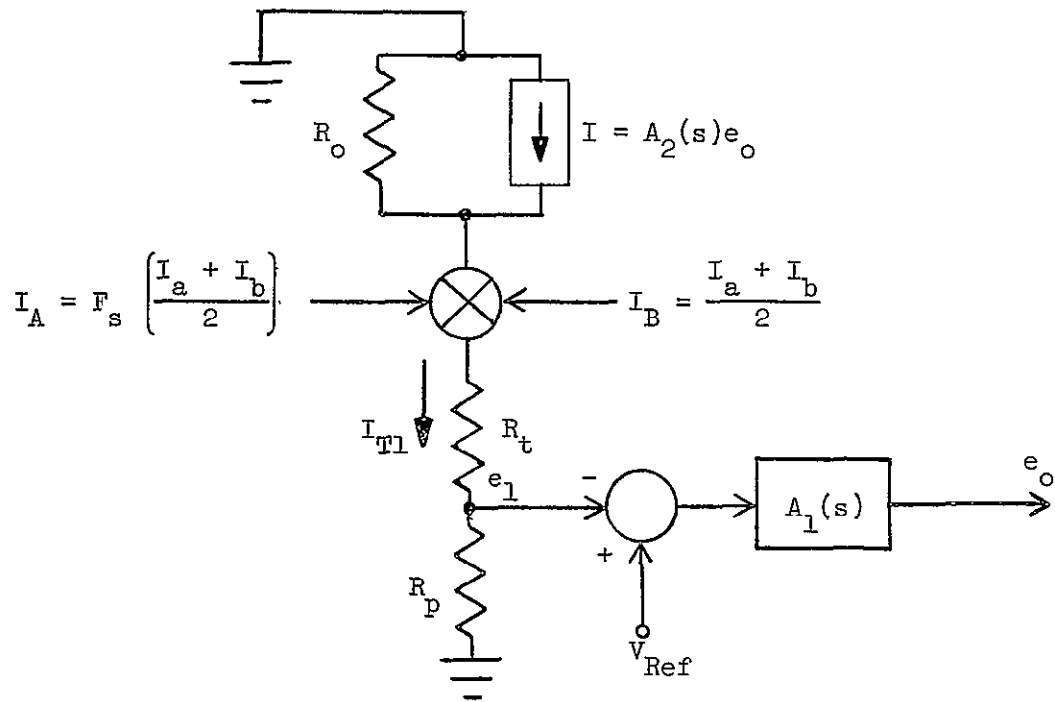 R_o
I = A_2(s)e_o
I_A = F_s ((I_a + I_b)/2)
I_B = (I_a + I_b)/2
I_T1
R_t
e_1
-
+
A_1(s)
e_o
R_p
V_Ref